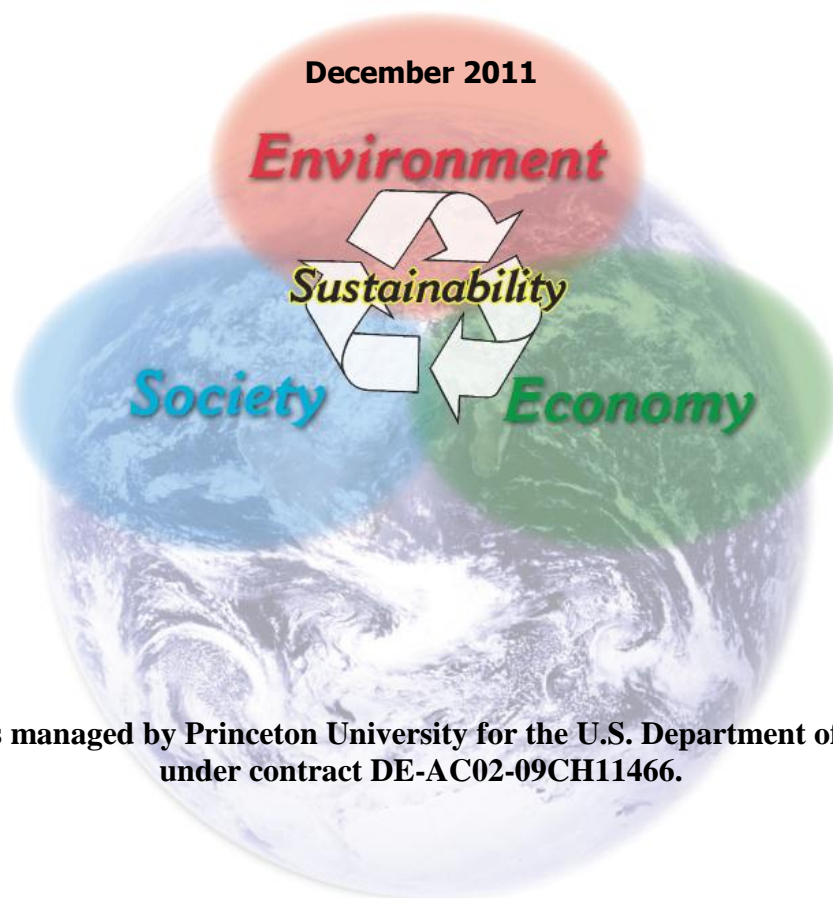 December 2011
Environment
Sustainability
Society Economy
s managed by Princeton University for the U.S. Department of
under contract DE-AC02-09CH11466.